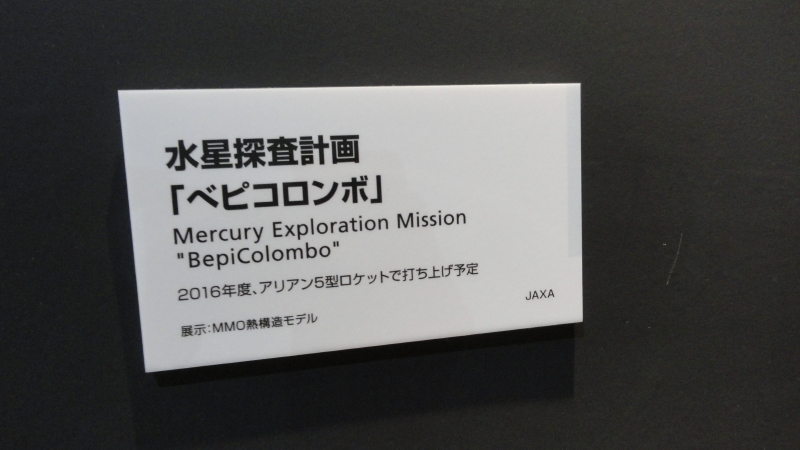 水星探査計画
「ベピコロンボ」
Mercury Exploration Mission
"BepiColombo"
2016年度、アリアン5型ロケットで打ち上げ予定
JAXA
展示:MMO熱構造モデル